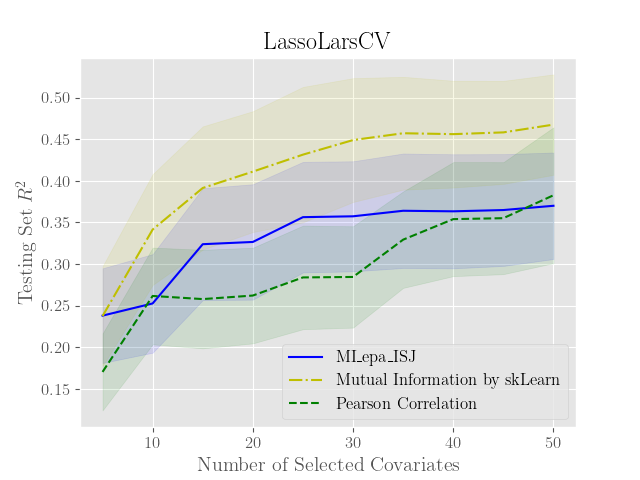 LassoLarsCV
Testing Set R²
0.50
0.45
0.40
0.35
0.30
0.25
0.20
0.15
MI_epa_ISJ
Mutual Information by skLearn
Pearson Correlation
10 20 30 40 50
Number of Selected Covariates